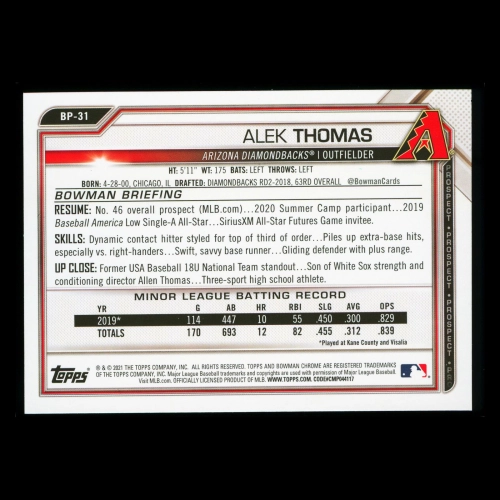 BP-31
ALEK THOMAS
ARIZONA DIAMONDBACKS® | OUTFIELDER
HT: 5'11" WT: 175 BATS: LEFT THROWS: LEFT
BORN: 4-28-00, CHICAGO, IL DRAFTED: DIAMONDBACKS RD2-2018, 63RD OVERALL @BowmanCards
BOWMAN BRIEFING
RESUME: No. 46 overall prospect (MLB.com)...2020 Summer Camp participant...2019
Baseball America Low Single-A All-Star...SiriusXM All-Star Futures Game invitee.
SKILLS: Dynamic contact hitter styled for top of third of order...Piles up extra-base hits,
especially vs. right-handers...Swift, savvy base runner...Gliding defender with plus range.
UP CLOSE: Former USA Baseball 18U National Team standout...Son of White Sox strength and
conditioning director Allen Thomas...Three-sport high school athlete.
MINOR LEAGUE BATTING RECORD
YR G AB HR RBI SLG AVG OPS
2019* 114 447 10 55 .450 .300 .829
TOTALS 170 693 12 82 .455 .312 .839
*Played at Kane County and Visalia
Topps
® & © 2021 THE TOPPS COMPANY, INC. ALL RIGHTS RESERVED. TOPPS AND BOWMAN CHROME ARE REGISTERED TRADEMARKS
OF THE TOPPS COMPANY, INC. Major League Baseball trademarks and copyrights are used with permission of Major League Baseball.
Visit MLB.com. OFFICIALLY LICENSED PRODUCT OF MLB. WWW.TOPPS.COM. CODE#CMP044117
PROSPECT • PROSPECT • PROSPECT • PROSPECT • PR